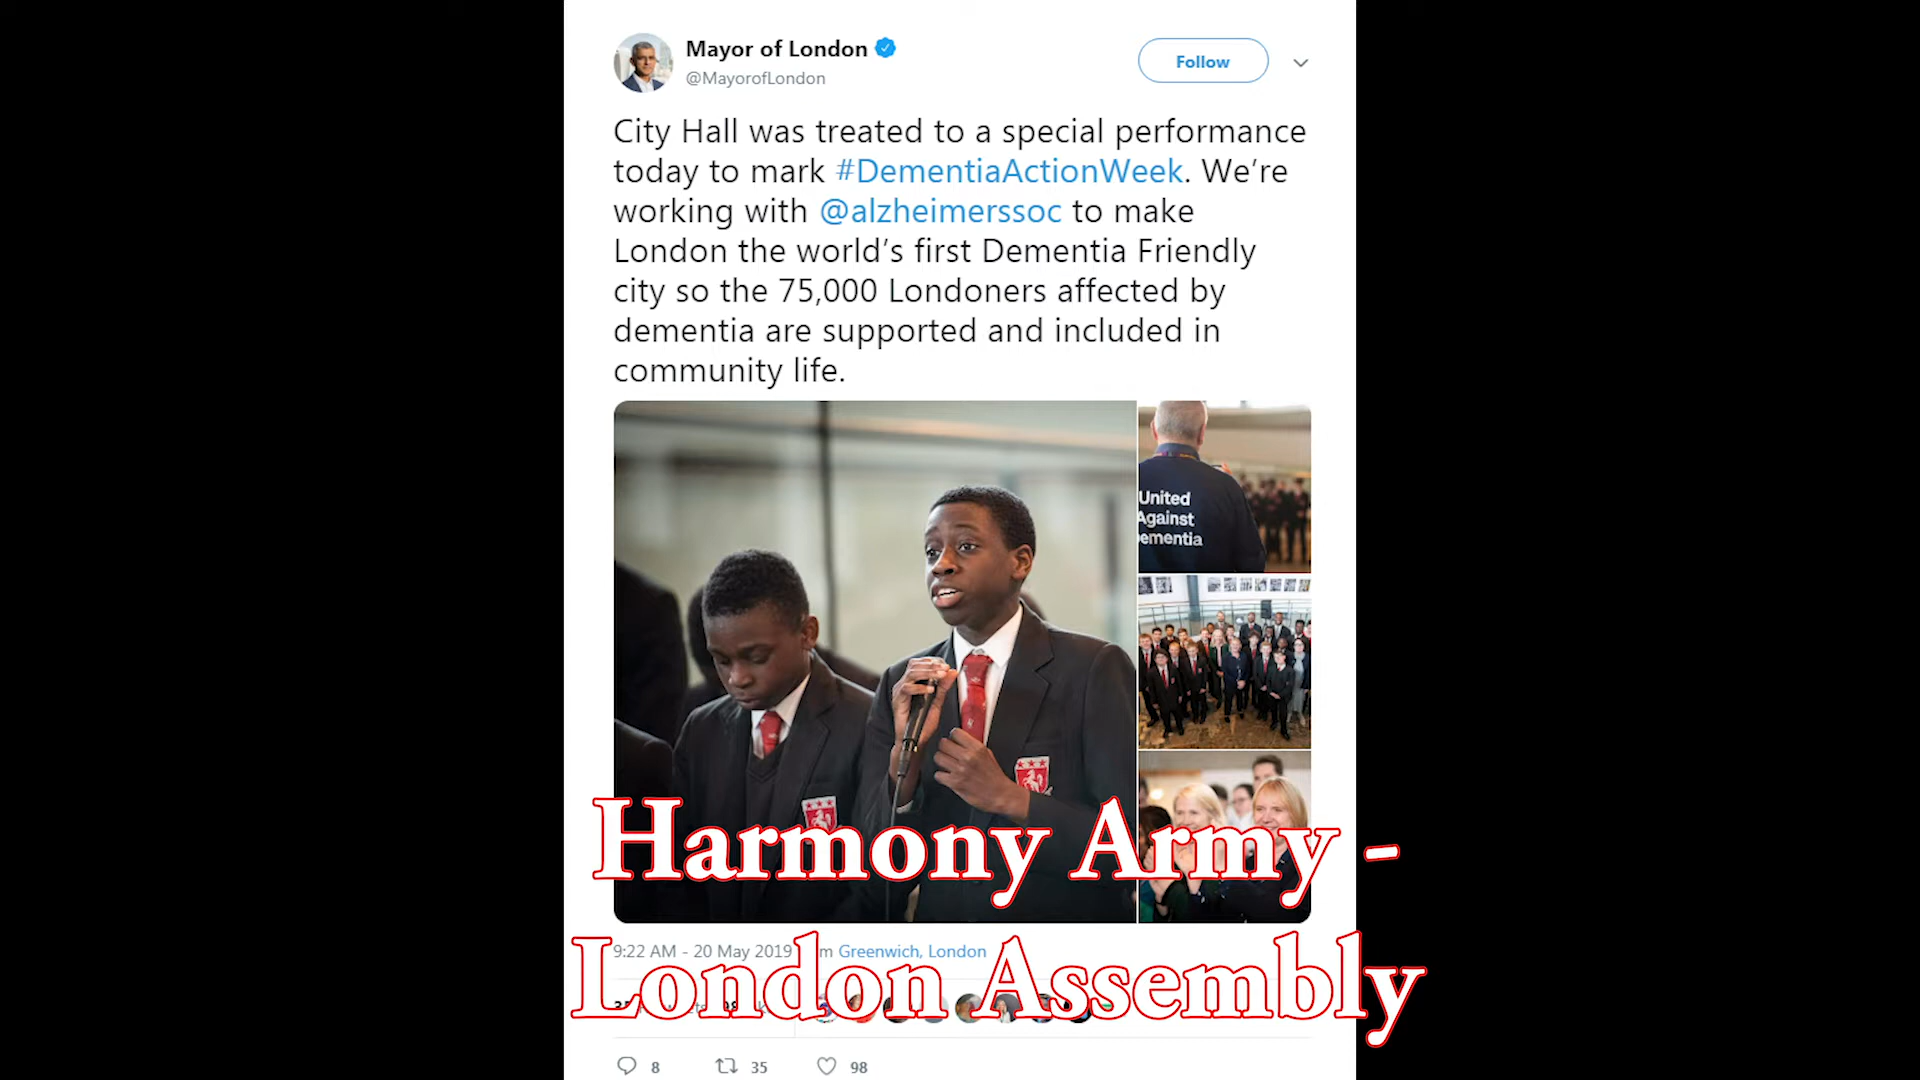 Mayor of London
@MayorofLondon
Follow
City Hall was treated to a special performance
today to mark #DementiaActionWeek. We’re
working with @alzheimerssoc to make
London the world’s first Dementia Friendly
city so the 75,000 Londoners affected by
dementia are supported and included in
community life.
United
Against
ementia
Harmony Army -
9:22 AM - 20 May 2019 Greenwich, London
London Assembly
8 35 98